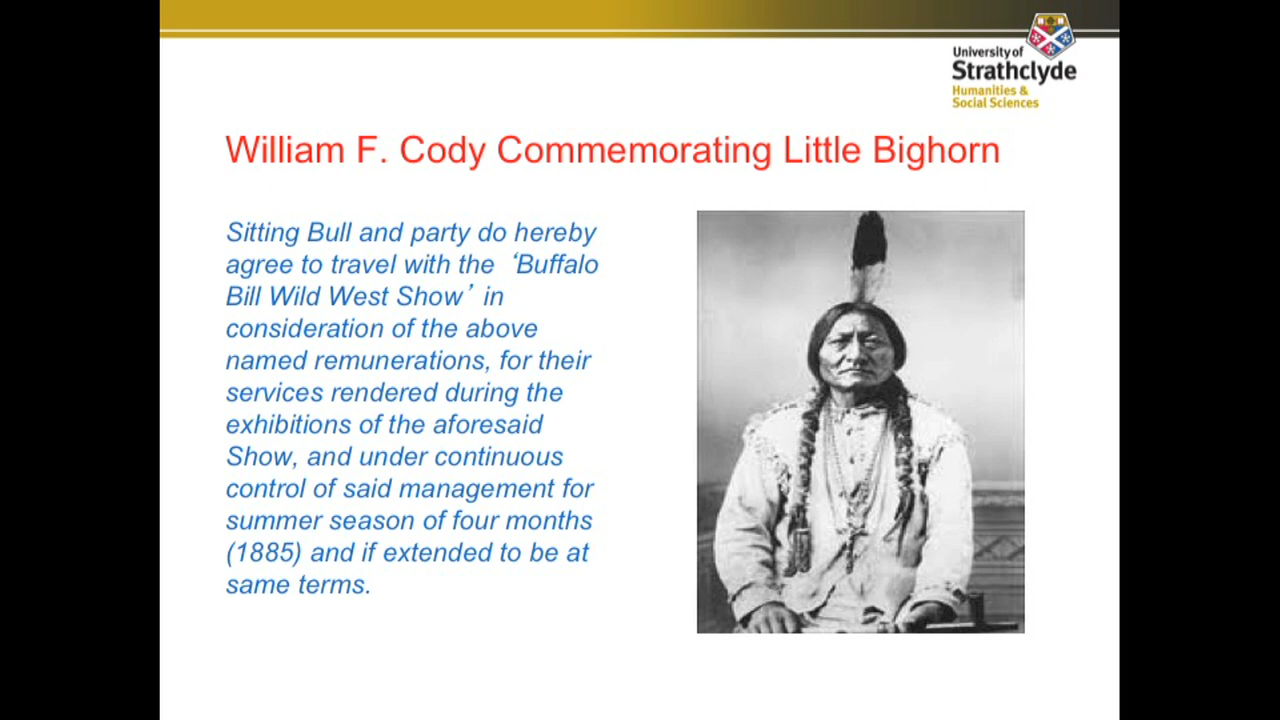 University of
Strathclyde
Humanities &
Social Sciences
William F. Cody Commemorating Little Bighorn
Sitting Bull and party do hereby
agree to travel with the ‘Buffalo
Bill Wild West Show’ in
consideration of the above
named remunerations, for their
services rendered during the
exhibitions of the aforesaid
Show, and under continuous
control of said management for
summer season of four months
(1885) and if extended to be at
same terms.